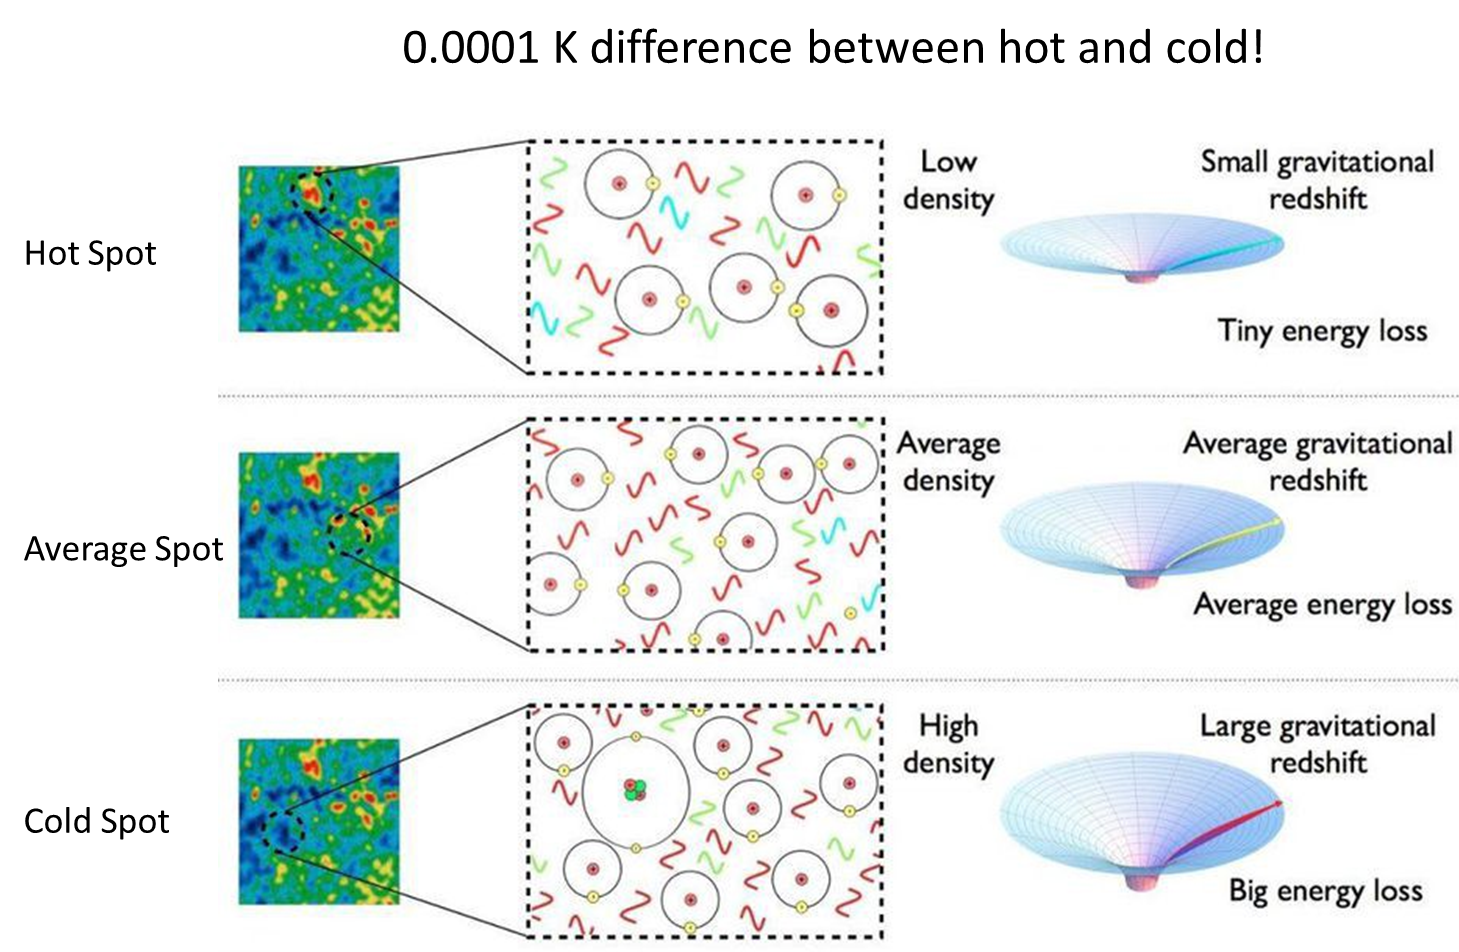 0.0001 K difference between hot and cold!
Hot Spot
Low
density
Small gravitational
redshift
Tiny energy loss
Average Spot
Average
density
Average gravitational
redshift
Average energy loss
Cold Spot
High
density
Large gravitational
redshift
Big energy loss